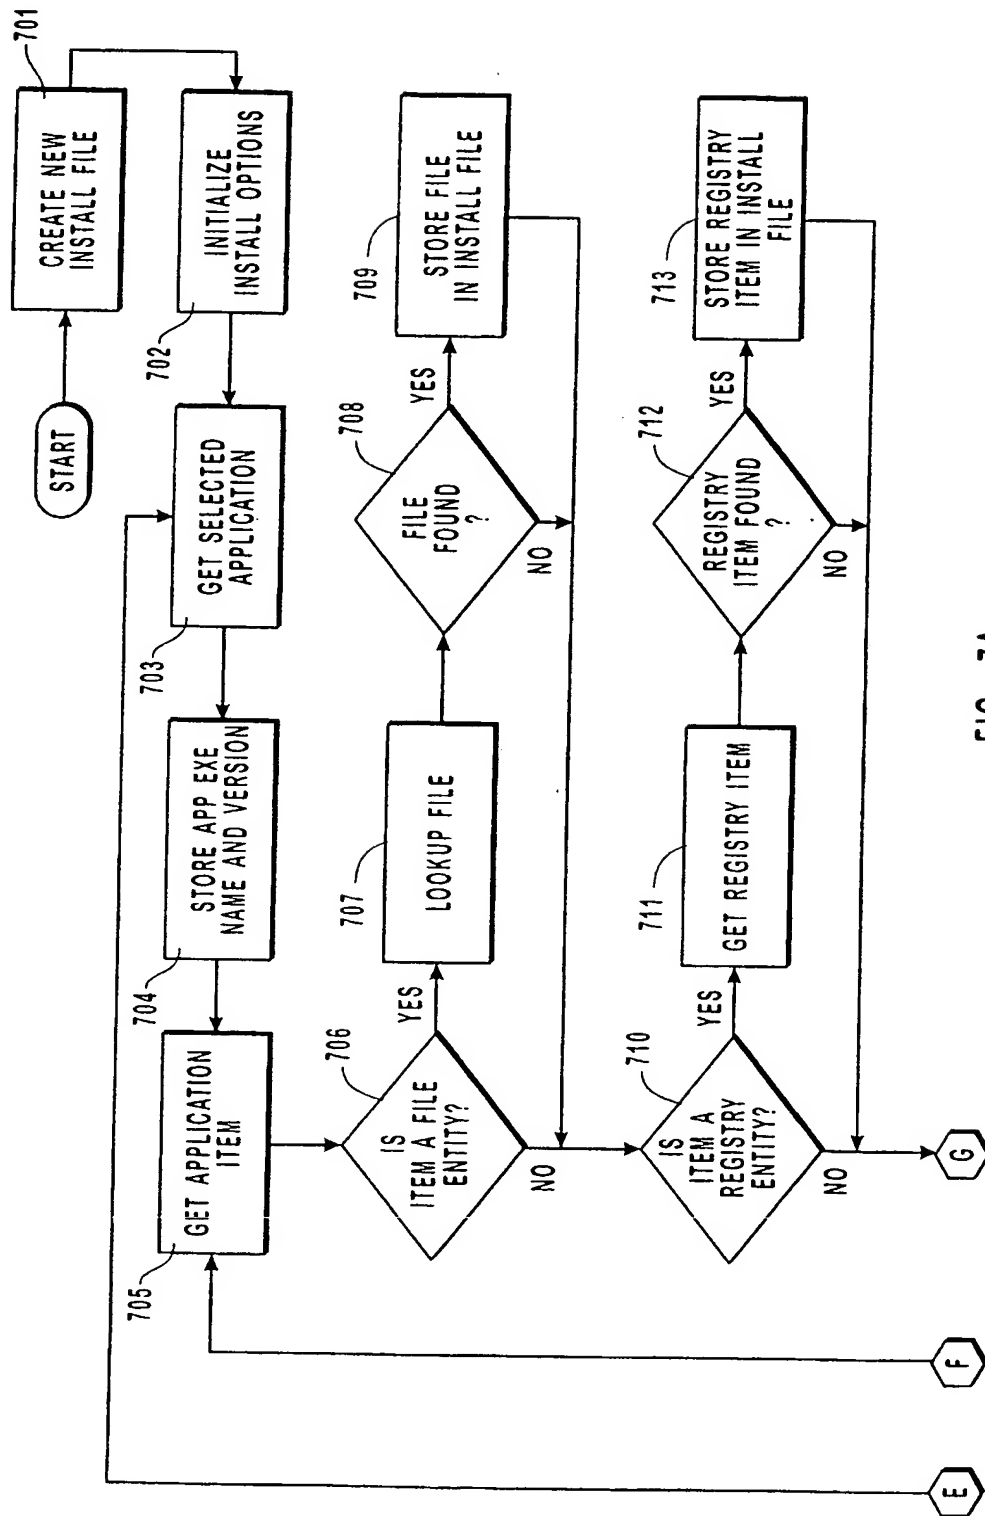 START
701
CREATE NEW
INSTALL FILE
702
INITIALIZE
INSTALL OPTIONS
703
GET SELECTED
APPLICATION
704
STORE APP EXE
NAME AND VERSION
705
GET APPLICATION
ITEM
706
IS
ITEM A FILE
ENTITY?
YES
NO
707
LOOKUP FILE
708
FILE
FOUND
?
YES
NO
709
STORE FILE
IN INSTALL FILE
710
IS
ITEM A
REGISTRY
ENTITY?
YES
NO
711
GET REGISTRY ITEM
712
REGISTRY
ITEM FOUND
?
YES
NO
713
STORE REGISTRY
ITEM IN INSTALL
FILE
E
F
G
FIG. 7A